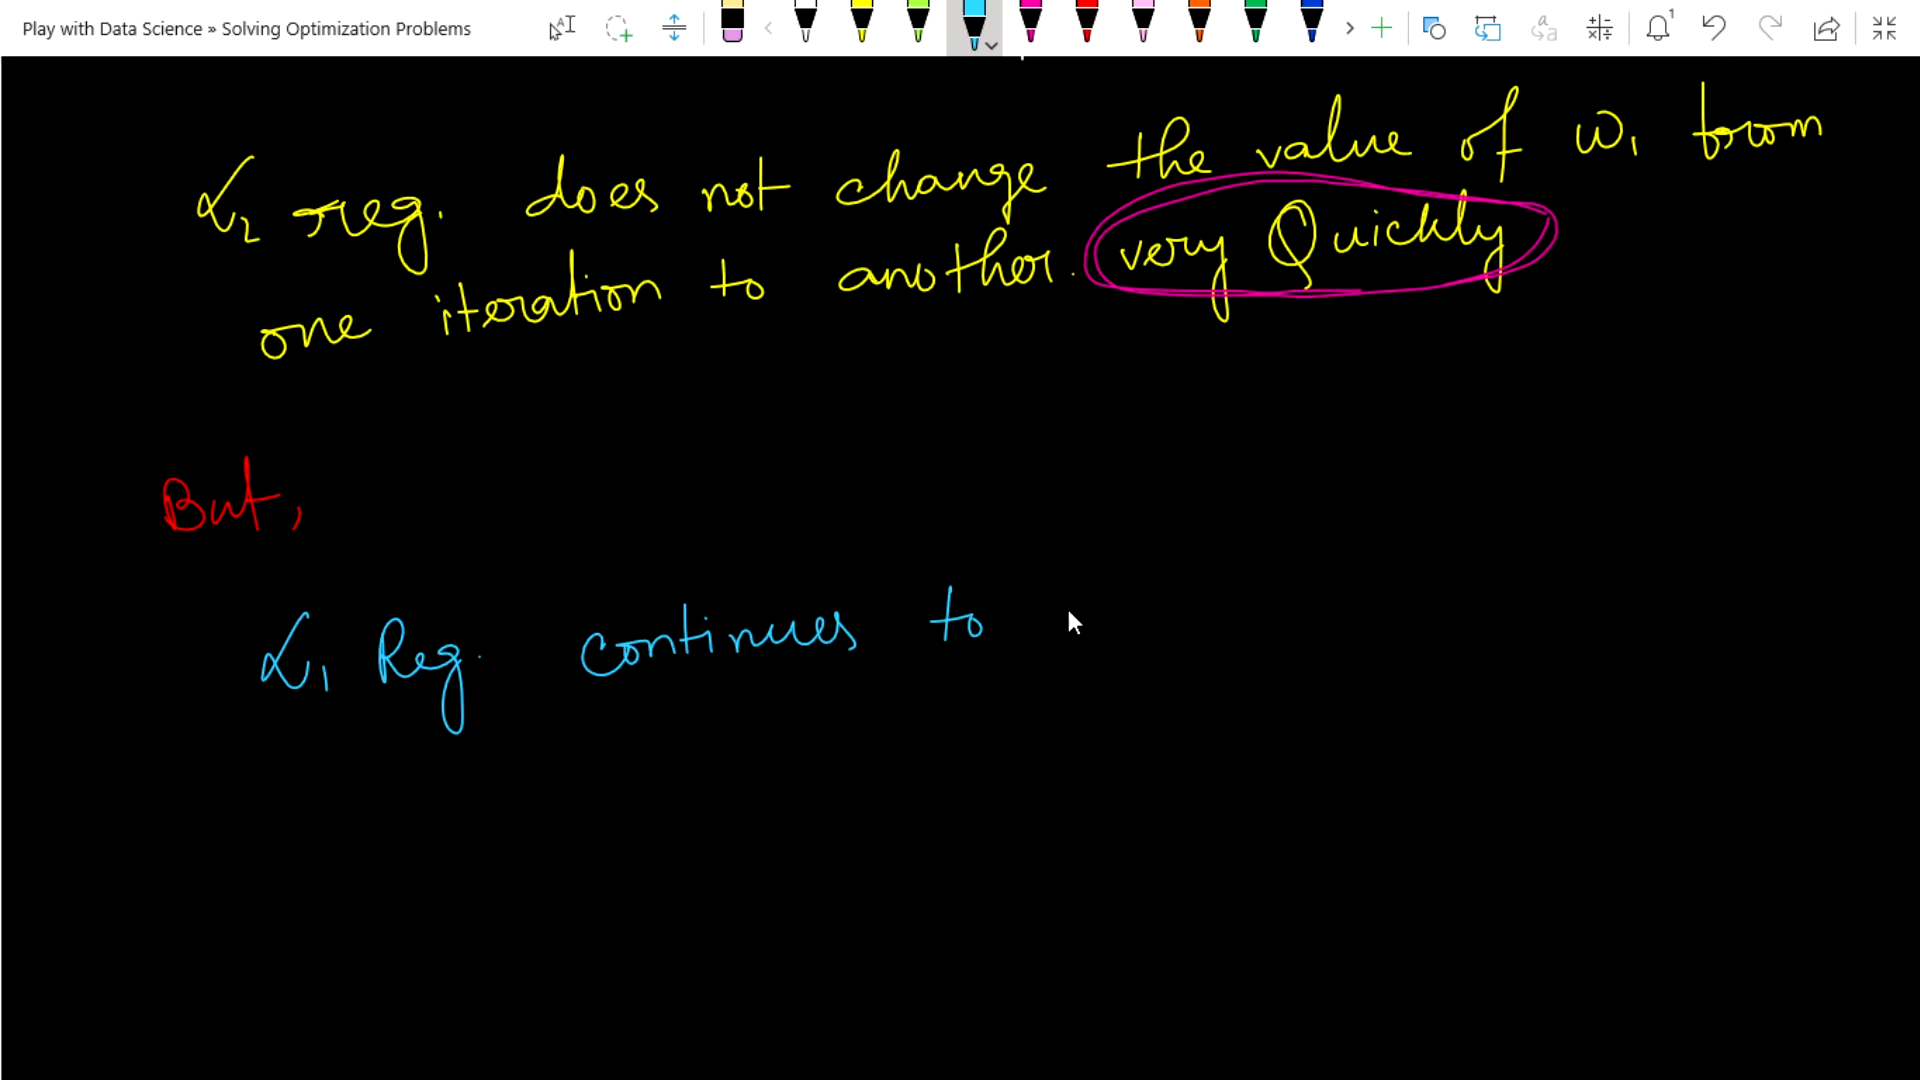 Play with Data Science » Solving Optimization Problems
L2 reg. does not change the value of w1 from
one iteration to another. very Quickly
But,
L1 Reg. continues to